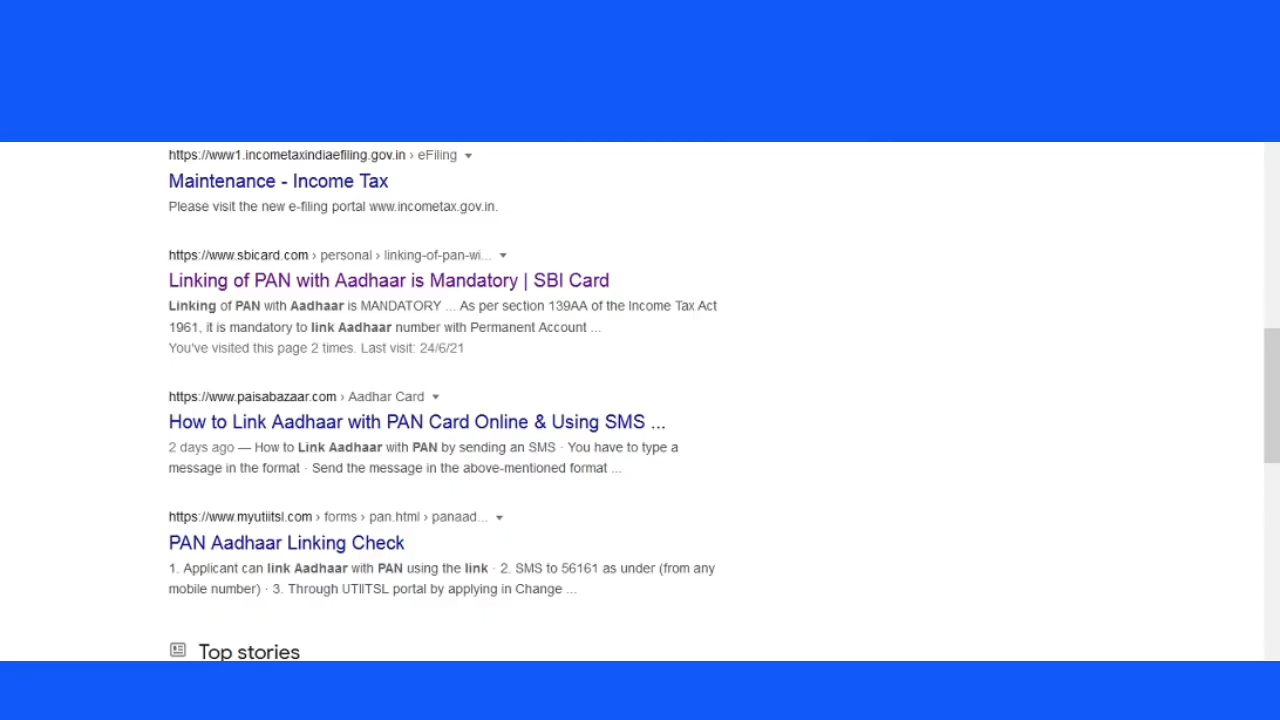 https://www1.incometaxindiaefiling.gov.in › eFiling
Maintenance - Income Tax
Please visit the new e-filing portal www.incometax.gov.in.
https://www.sbicard.com › personal › linking-of-pan-wi...
Linking of PAN with Aadhaar is Mandatory | SBI Card
Linking of PAN with Aadhaar is MANDATORY ... As per section 139AA of the Income Tax Act
1961, it is mandatory to link Aadhaar number with Permanent Account ...
You've visited this page 2 times. Last visit: 24/6/21
https://www.paisabazaar.com › Aadhar Card
How to Link Aadhaar with PAN Card Online & Using SMS ...
2 days ago — How to Link Aadhaar with PAN by sending an SMS · You have to type a
message in the format · Send the message in the above-mentioned format ...
https://www.myutiitsl.com › forms › pan.html › panaad...
PAN Aadhaar Linking Check
1. Applicant can link Aadhaar with PAN using the link · 2. SMS to 56161 as under (from any
mobile number) · 3. Through UTIITSL portal by applying in Change ...
Top stories